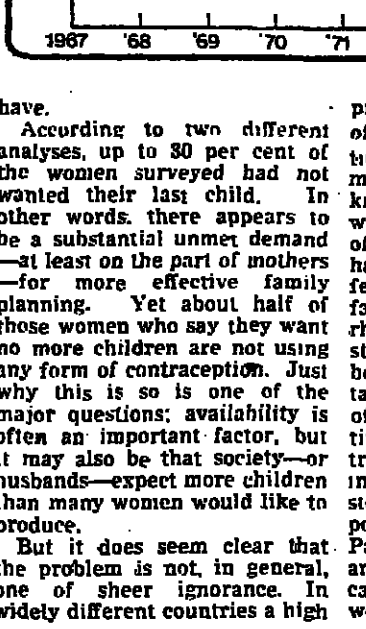 1967 '68 '69 '70 '71
have.
According to two different
analyses, up to 30 per cent of
the women surveyed had not
wanted their last child. In
other words. there appears to
be a substantial unmet demand
—at least on the part of mothers
—for more effective family
planning. Yet about half of
those women who say they want
no more children are not using
any form of contraception. Just
why this is so is one of the
major questions; availability is
often an important factor, but
it may also be that society—or
husbands—expect more children
than many women would like to
produce.
But it does seem clear that
the problem is not, in general,
one of sheer ignorance. In
widely different countries a high